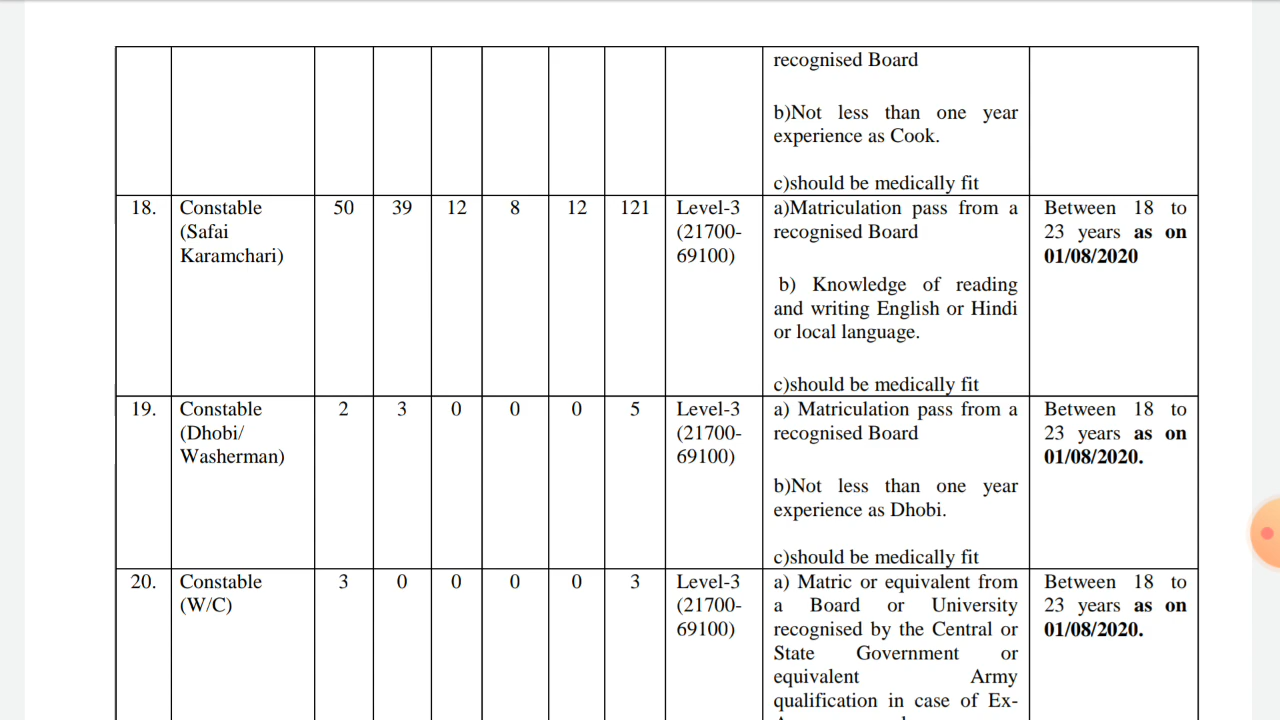 recognised Board
b)Not less than one year
experience as Cook.
c)should be medically fit
18. Constable 50 39 12 8 12 121 Level-3 a)Matriculation pass from a Between 18 to
(Safai (21700- recognised Board 23 years as on
Karamchari) 69100) 01/08/2020
b) Knowledge of reading
and writing English or Hindi
or local language.
c)should be medically fit
19. Constable 2 3 0 0 0 5 Level-3 a) Matriculation pass from a Between 18 to
(Dhobi/ (21700- recognised Board 23 years as on
Washerman) 69100) 01/08/2020.
b)Not less than one year
experience as Dhobi.
c)should be medically fit
20. Constable 3 0 0 0 0 3 Level-3 a) Matric or equivalent from Between 18 to
(W/C) (21700- a Board or University 23 years as on
69100) recognised by the Central or 01/08/2020.
State Government or
equivalent Army
qualification in case of Ex-